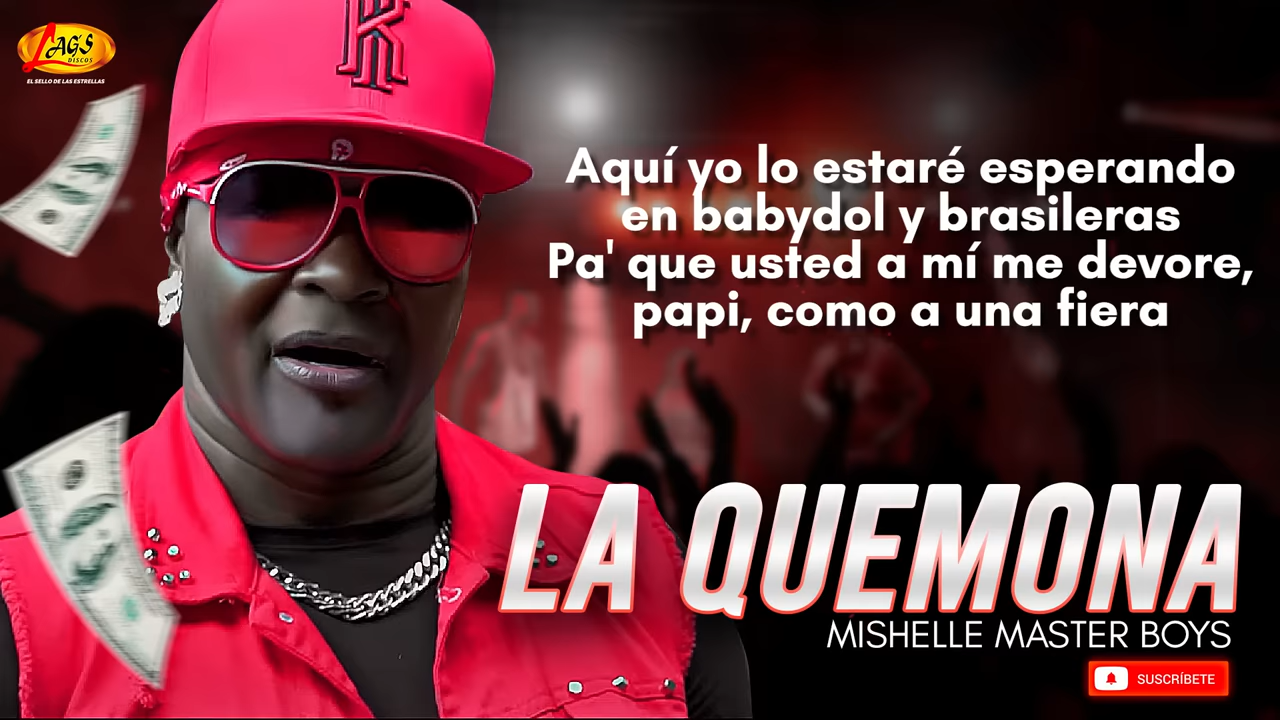 LAG'S
DISCOS
EL SELLO DE LAS ESTRELLAS
Aquí yo lo estaré esperando
en babydol y brasileras
Pa' que usted a mí me devore,
papi, como a una fiera
LA QUEMONA
MISHELLE MASTER BOYS
SUSCRÍBETE